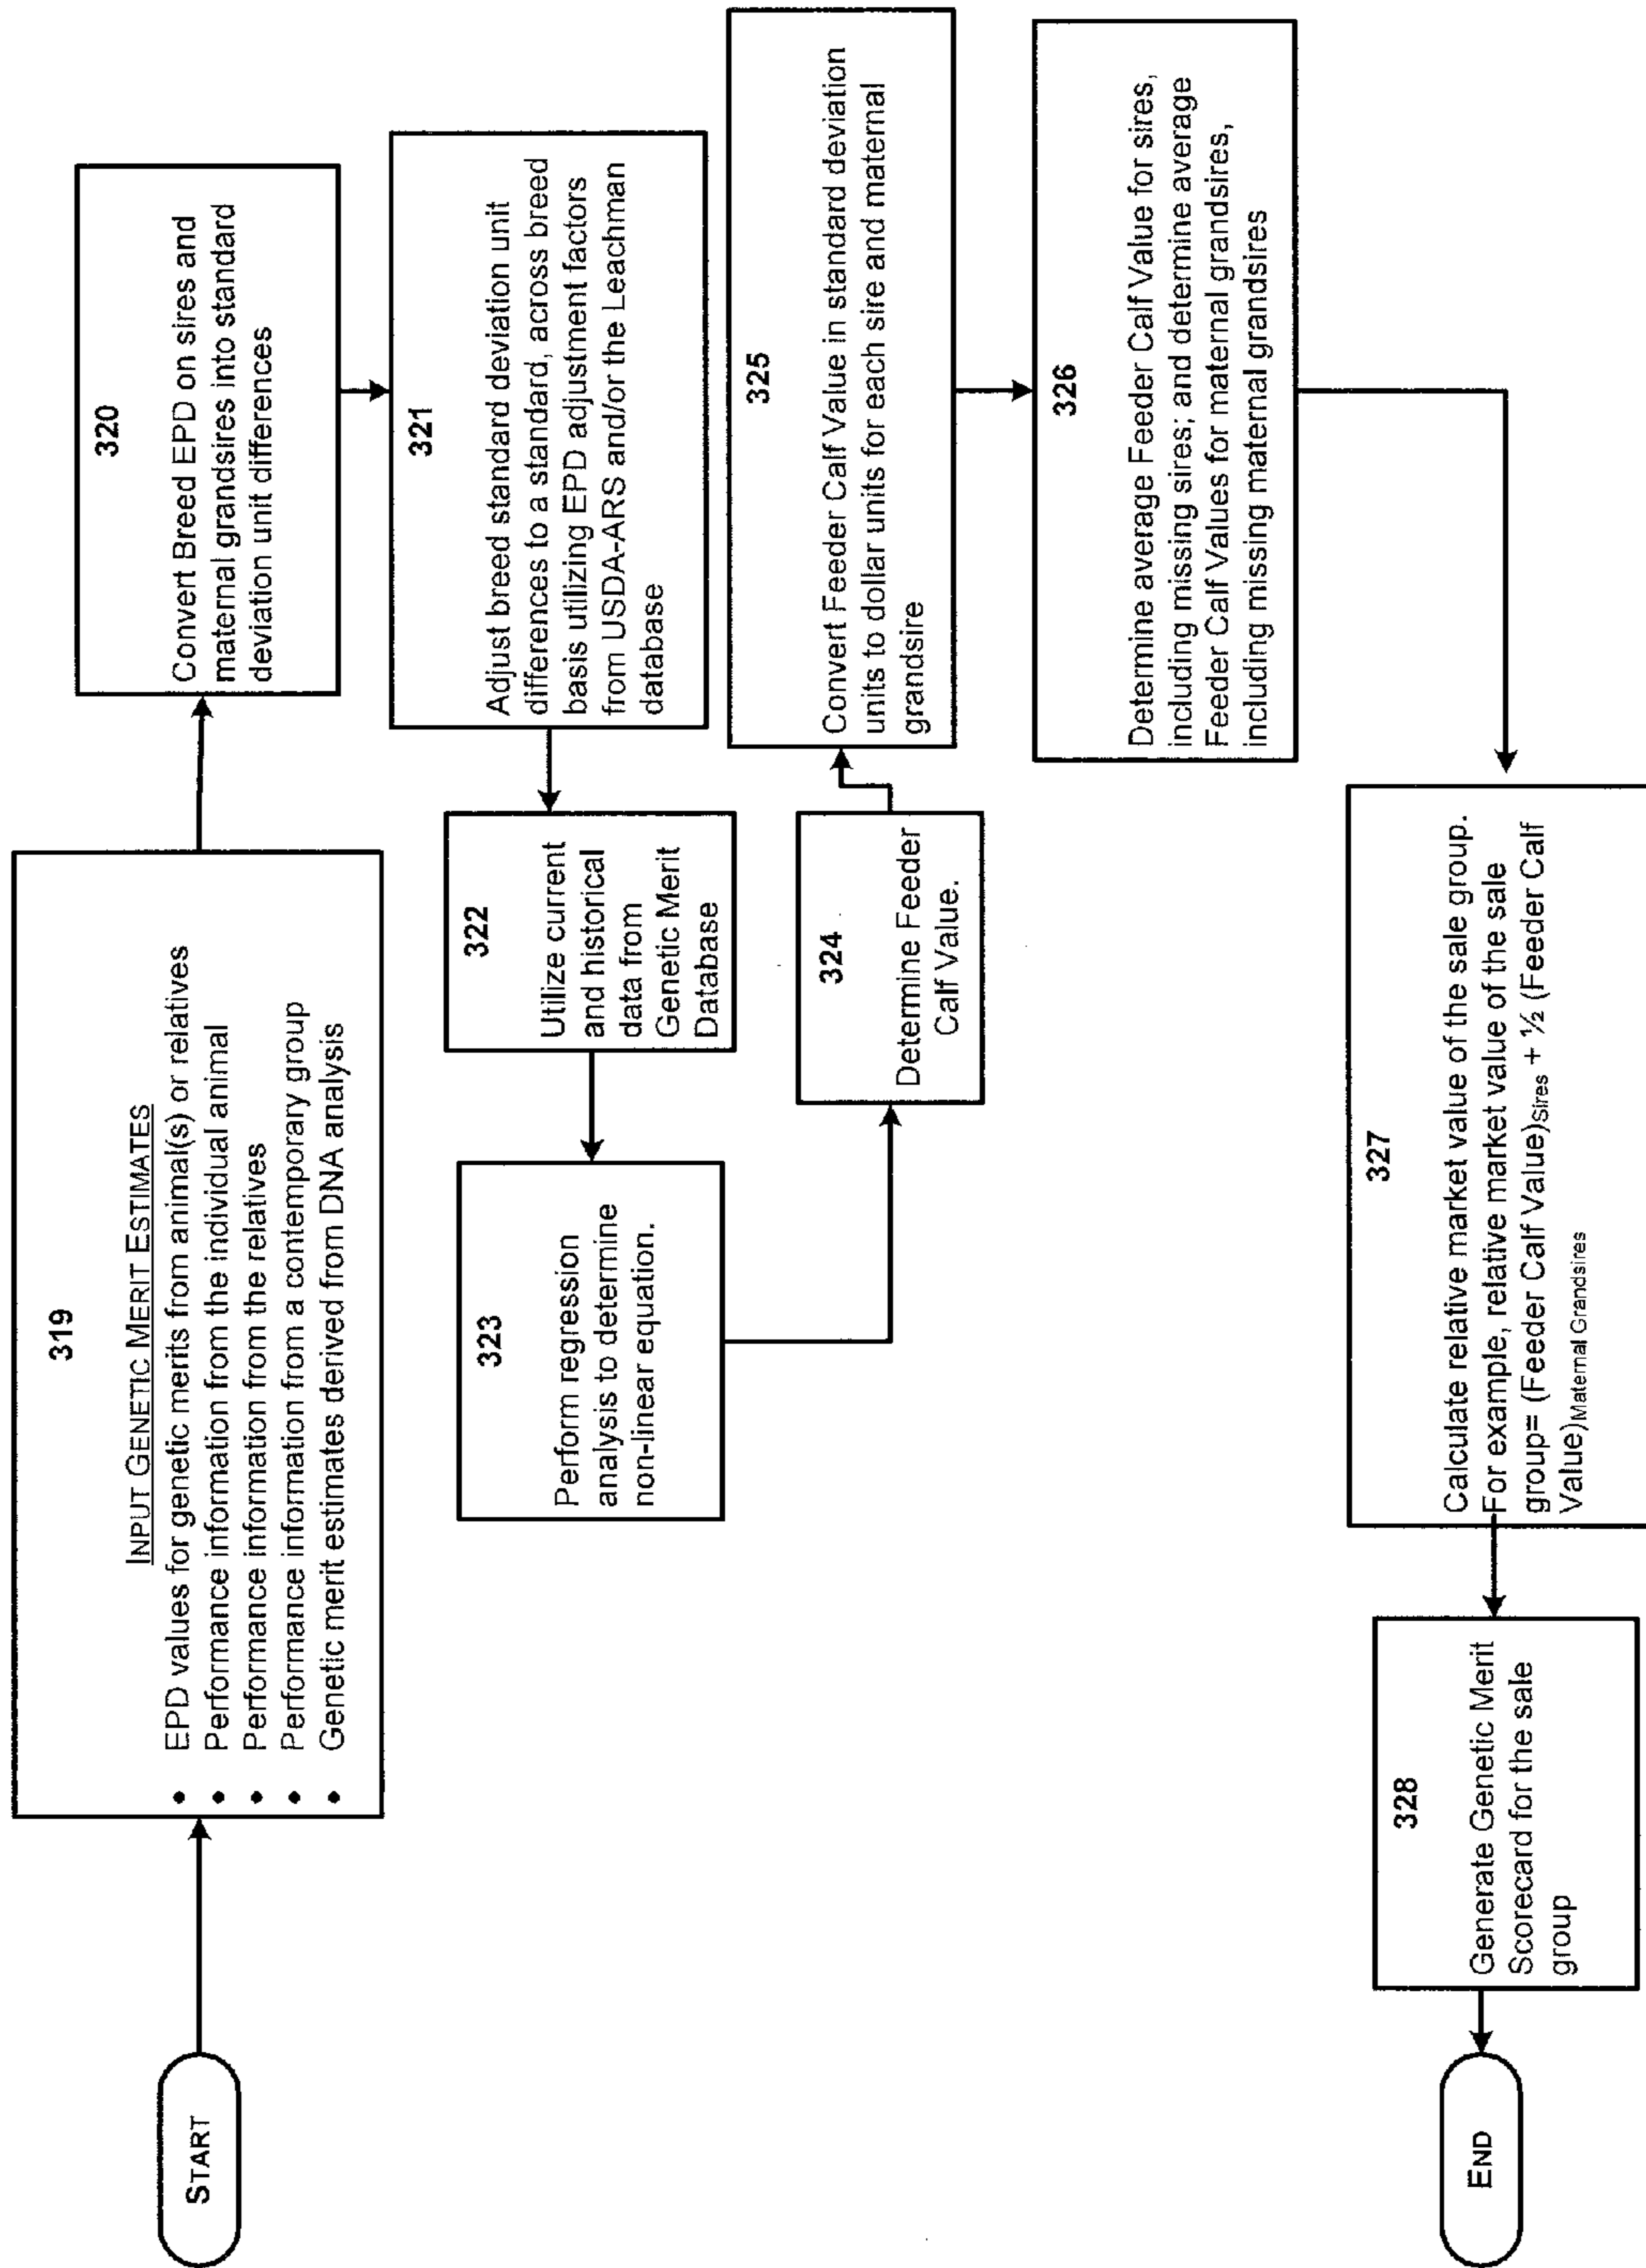 START
319
INPUT GENETIC MERIT ESTIMATES
• EPD values for genetic merits from animal(s) or relatives
• Performance information from the individual animal
• Performance information from the relatives
• Performance information from a contemporary group
• Genetic merit estimates derived from DNA analysis
320
Convert Breed EPD on sires and
maternal grandsires into standard
deviation unit differences
321
Adjust breed standard deviation unit
differences to a standard, across breed
basis utilizing EPD adjustment factors
from USDA-ARS and/or the Leachman
database
322
Utilize current
and historical
data from
Genetic Merit
Database
323
Perform regression
analysis to determine
non-linear equation.
324
Determine Feeder
Calf Value.
325
Convert Feeder Calf Value in standard deviation
units to dollar units for each sire and maternal
grandsire
326
Determine average Feeder Calf Value for sires,
including missing sires; and determine average
Feeder Calf Values for maternal grandsires,
including missing maternal grandsires
327
Calculate relative market value of the sale group.
For example, relative market value of the sale
group= (Feeder Calf Value)Sires + ½ (Feeder Calf
Value)Maternal Grandsires
328
Generate Genetic Merit
Scorecard for the sale
group
END